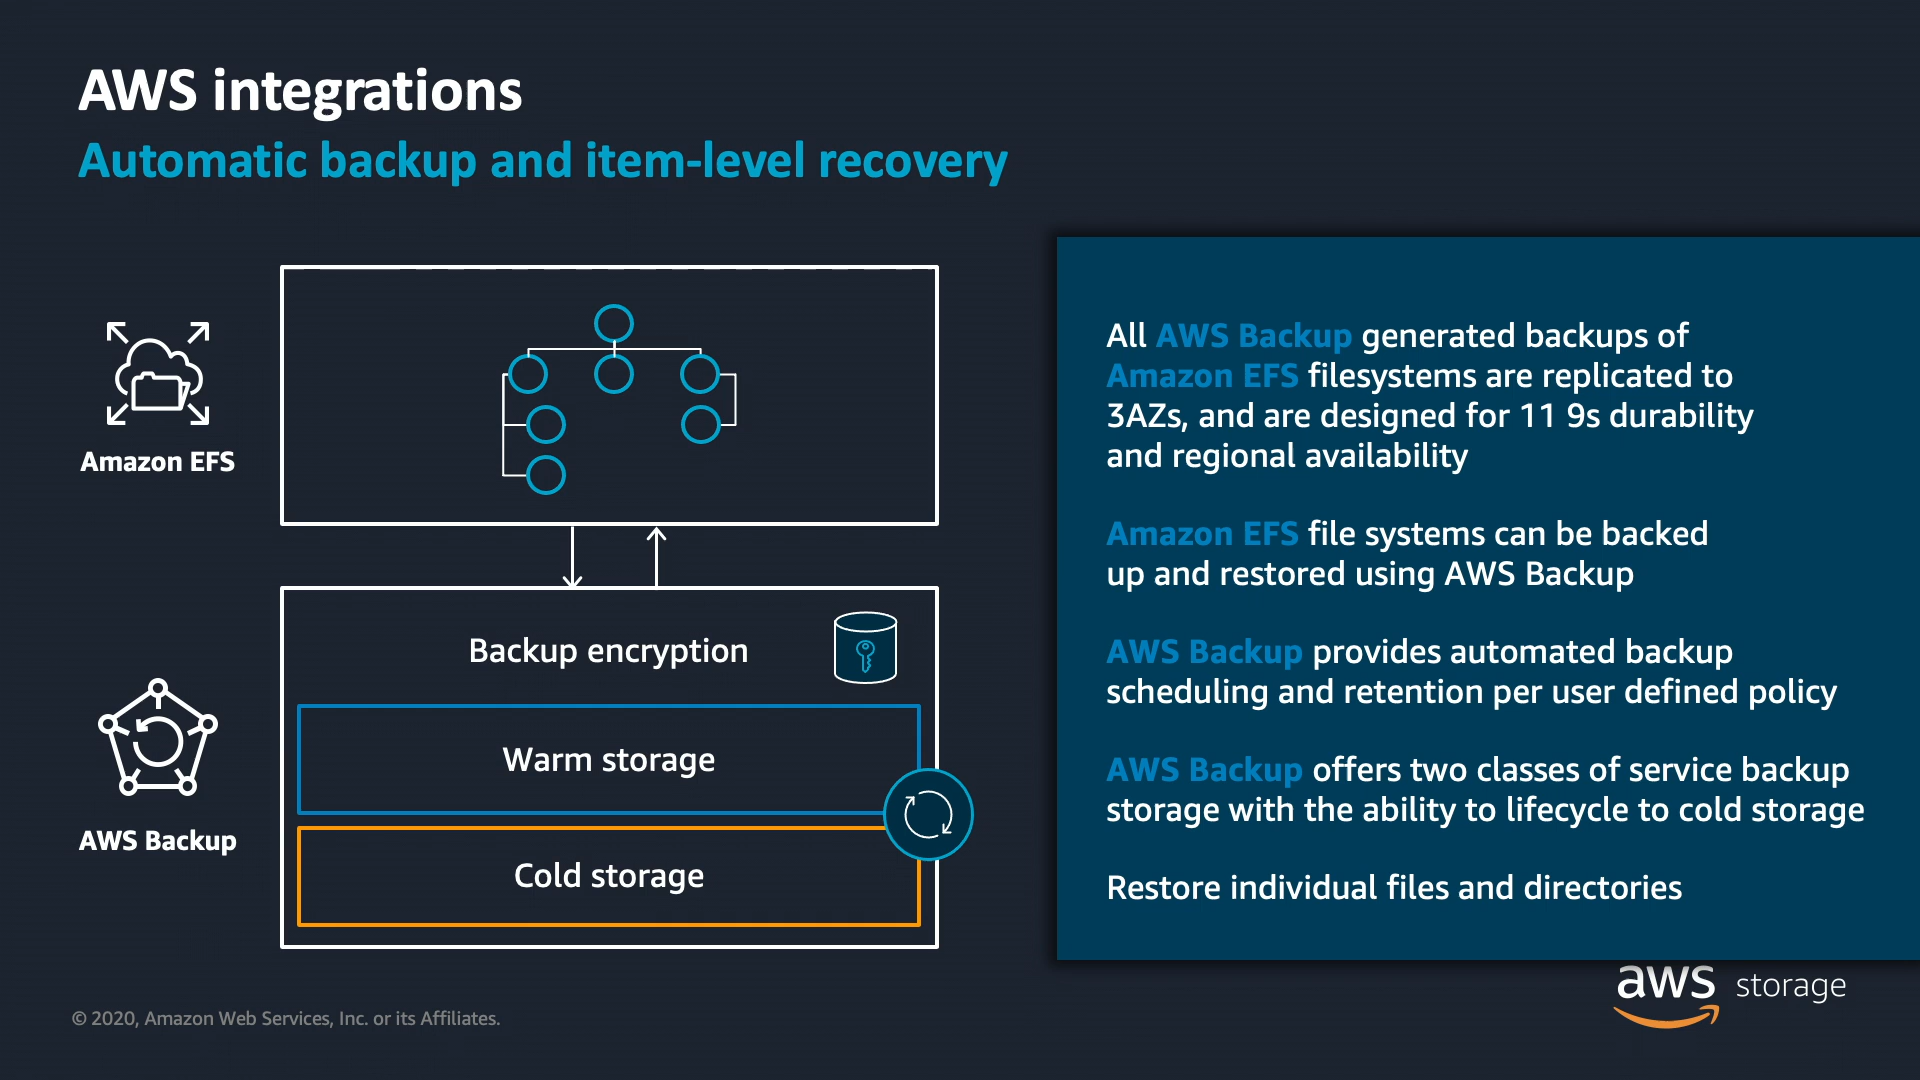 AWS integrations
Automatic backup and item-level recovery
Amazon EFS
Backup encryption
Warm storage
Cold storage
AWS Backup
All AWS Backup generated backups of
Amazon EFS filesystems are replicated to
3AZs, and are designed for 11 9s durability
and regional availability
Amazon EFS file systems can be backed
up and restored using AWS Backup
AWS Backup provides automated backup
scheduling and retention per user defined policy
AWS Backup offers two classes of service backup
storage with the ability to lifecycle to cold storage
Restore individual files and directories
© 2020, Amazon Web Services, Inc. or its Affiliates.
aws storage